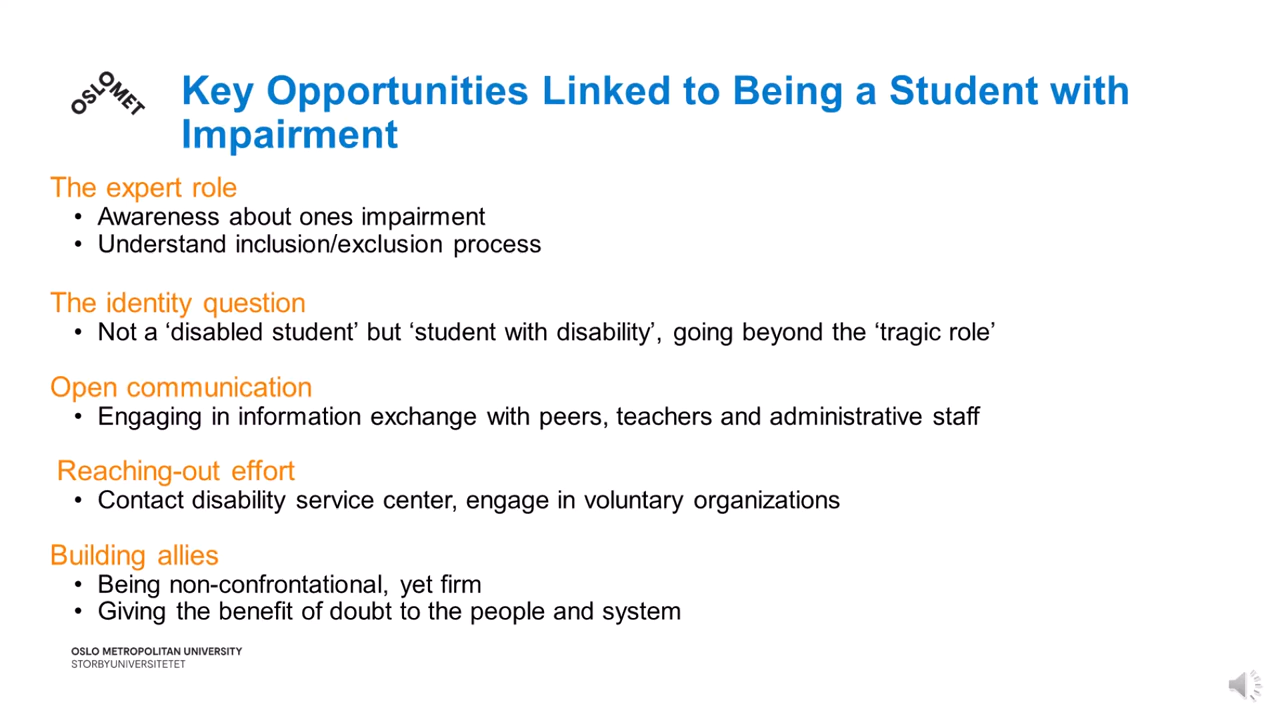 OSLOMET
Key Opportunities Linked to Being a Student with
Impairment
The expert role
• Awareness about ones impairment
• Understand inclusion/exclusion process
The identity question
• Not a ‘disabled student’ but ‘student with disability’, going beyond the ‘tragic role’
Open communication
• Engaging in information exchange with peers, teachers and administrative staff
Reaching-out effort
• Contact disability service center, engage in voluntary organizations
Building allies
• Being non-confrontational, yet firm
• Giving the benefit of doubt to the people and system
OSLO METROPOLITAN UNIVERSITY
STORBYUNIVERSITETET